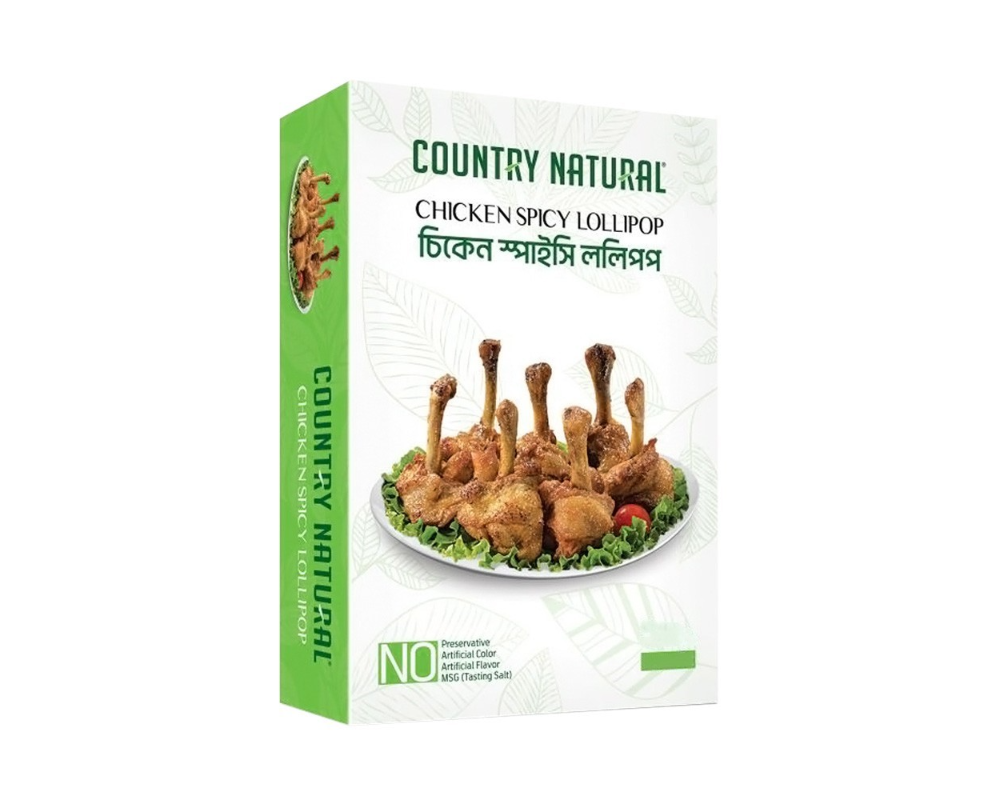 COUNTRY NATURAL®
CHICKEN SPICY LOLLIPOP
চিকেন স্পাইসি ললিপপ
COUNTRY NATURAL®
CHICKEN SPICY LOLLIPOP
NO
Preservative
Artificial Color
Artificial Flavor
MSG (Tasting Salt)